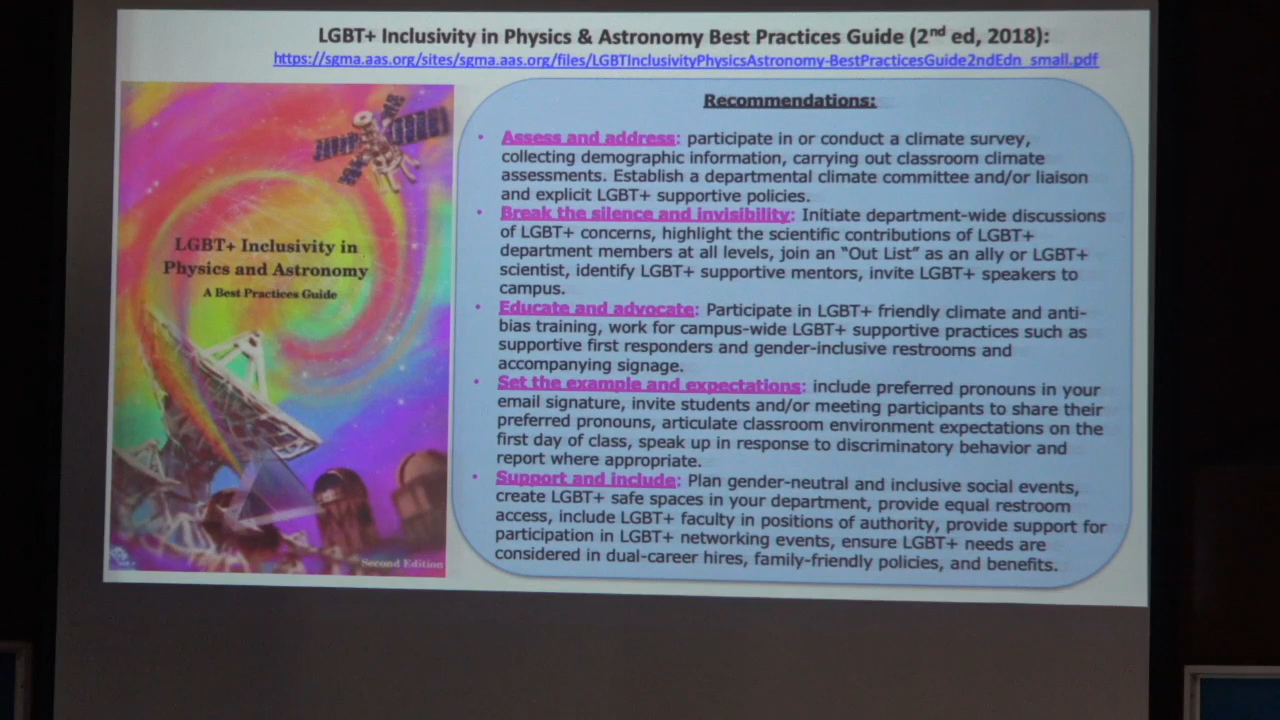 LGBT+ Inclusivity in Physics & Astronomy Best Practices Guide (2nd ed, 2018):
https://sgma.aas.org/sites/sgma.aas.org/files/LGBTInclusivityPhysicsAstronomy-BestPracticesGuide2ndEdn_small.pdf
LGBT+ Inclusivity in
Physics and Astronomy
A Best Practices Guide
Second Edition
Recommendations:
• Assess and address: participate in or conduct a climate survey,
collecting demographic information, carrying out classroom climate
assessments. Establish a departmental climate committee and/or liaison
and explicit LGBT+ supportive policies.
• Break the silence and invisibility: Initiate department-wide discussions
of LGBT+ concerns, highlight the scientific contributions of LGBT+
department members at all levels, join an “Out List” as an ally or LGBT+
scientist, identify LGBT+ supportive mentors, invite LGBT+ speakers to
campus.
• Educate and advocate: Participate in LGBT+ friendly climate and anti-
bias training, work for campus-wide LGBT+ supportive practices such as
supportive first responders and gender-inclusive restrooms and
accompanying signage.
• Set the example and expectations: include preferred pronouns in your
email signature, invite students and/or meeting participants to share their
preferred pronouns, articulate classroom environment expectations on the
first day of class, speak up in response to discriminatory behavior and
report where appropriate.
• Support and include: Plan gender-neutral and inclusive social events,
create LGBT+ safe spaces in your department, provide equal restroom
access, include LGBT+ faculty in positions of authority, provide support for
participation in LGBT+ networking events, ensure LGBT+ needs are
considered in dual-career hires, family-friendly policies, and benefits.